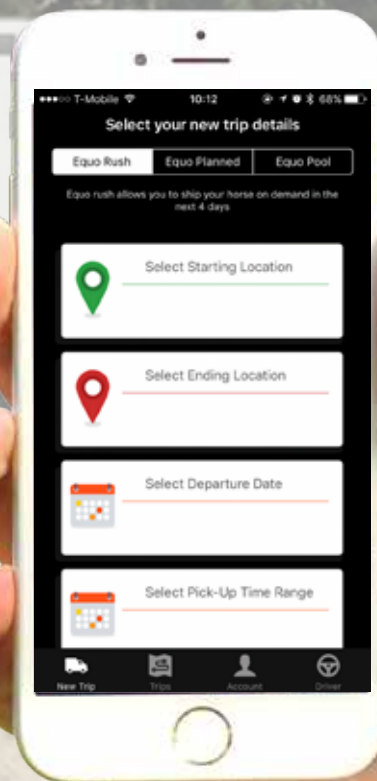 T-Mobile 10:12 68%
Select your new trip details
Equo Rush Equo Planned Equo Pool
Equo rush allows you to ship your horse on demand in the
next 4 days
Select Starting Location
Select Ending Location
Select Departure Date
Select Pick-Up Time Range
New Trip Trips Account Driver